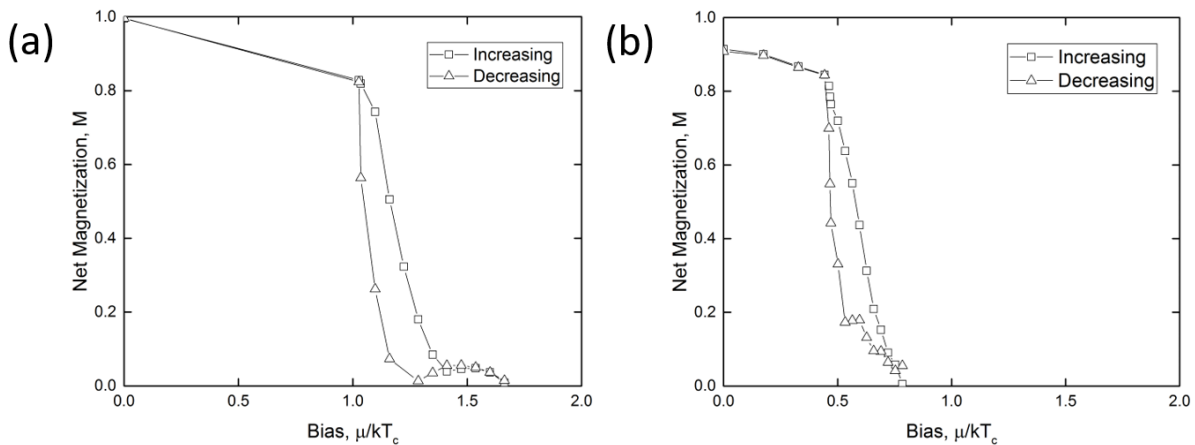 (a)
1.0
0.8
0.6
0.4
0.2
0.0
Net Magnetization, M
Increasing
Decreasing
0.0 0.5 1.0 1.5 2.0
Bias, μ/kTc
(b)
1.0
0.8
0.6
0.4
0.2
0.0
Net Magnetization, M
Increasing
Decreasing
0.0 0.5 1.0 1.5 2.0
Bias, μ/kTc